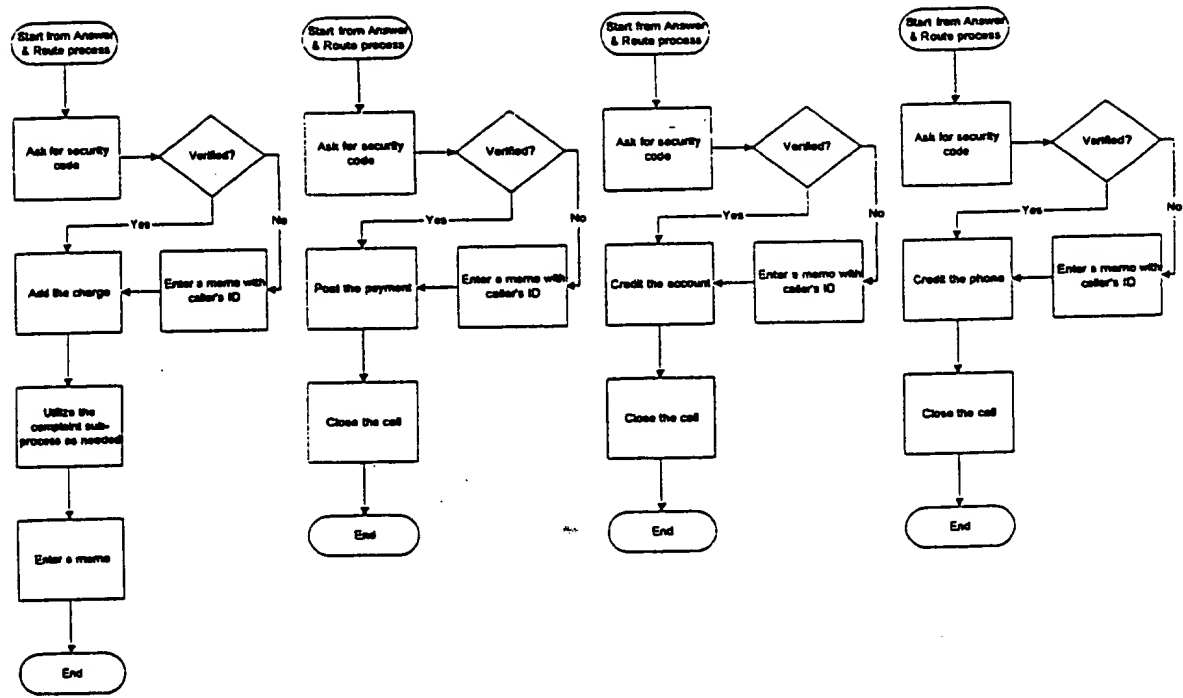 Start from Answer
& Route process
Ask for security
code
Verified?
Yes
No
Add the charge
Enter a memo with
caller's ID
Utilize the
complaint sub-
process as needed
Enter a memo
End
Start from Answer
& Route process
Ask for security
code
Verified?
Yes
No
Post the payment
Enter a memo with
caller's ID
Close the call
End
Start from Answer
& Route process
Ask for security
code
Verified?
Yes
No
Credit the account
Enter a memo with
caller's ID
Close the call
End
Start from Answer
& Route process
Ask for security
code
Verified?
Yes
No
Credit the phone
Enter a memo with
caller's ID
Close the call
End